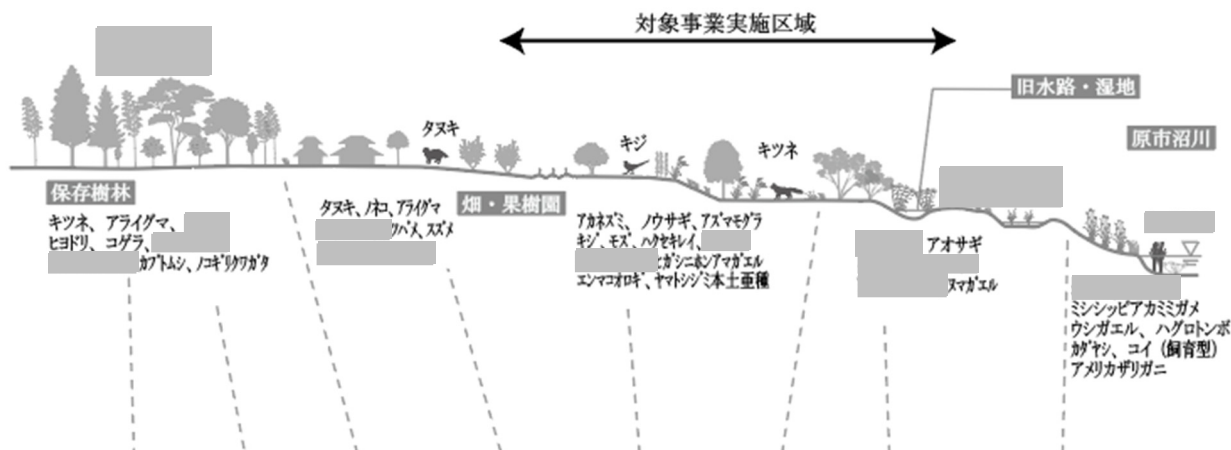 対象事業実施区域
旧水路・湿地
原市沼川
タヌキ
キジ
キツネ
保存樹林
キツネ、アライグマ、
ヒヨドリ、コゲラ、
カブトムシ、ノコギリクワガタ
タヌキ、ノネコ、アライグマ
ツバメ、スズメ
畑・果樹園
アカネズミ、ノウサギ、アズマモグラ
キジ、モズ、ハクセキレイ、
ヒガシニホンアマガエル
エンマコオロギ、ヤマトシジミ本土亜種
アオサギ
ヌマガエル
ミシシッピアカミミガメ
ウシガエル、ハグロトンボ
カダヤシ、コイ（飼育型）
アメリカザリガニ